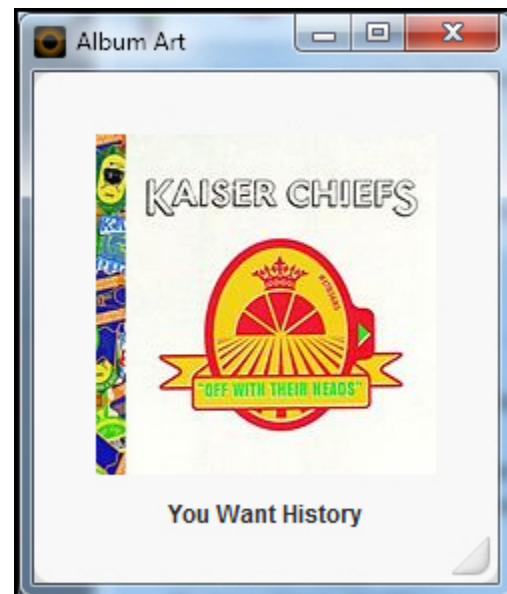 Album Art
KAISER CHIEFS
"OFF WITH THEIR HEADS"
You Want History